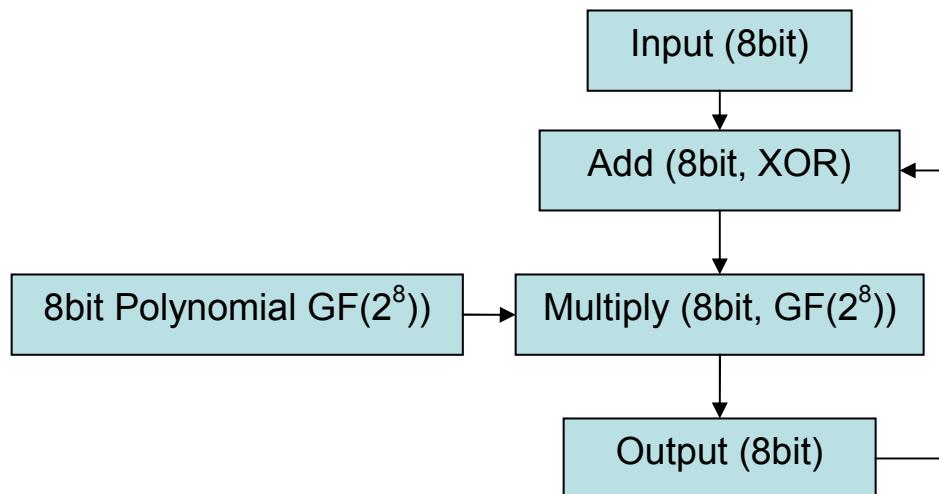 Input (8bit)
Add (8bit, XOR)
8bit Polynomial GF(2⁸))
Multiply (8bit, GF(2⁸))
Output (8bit)